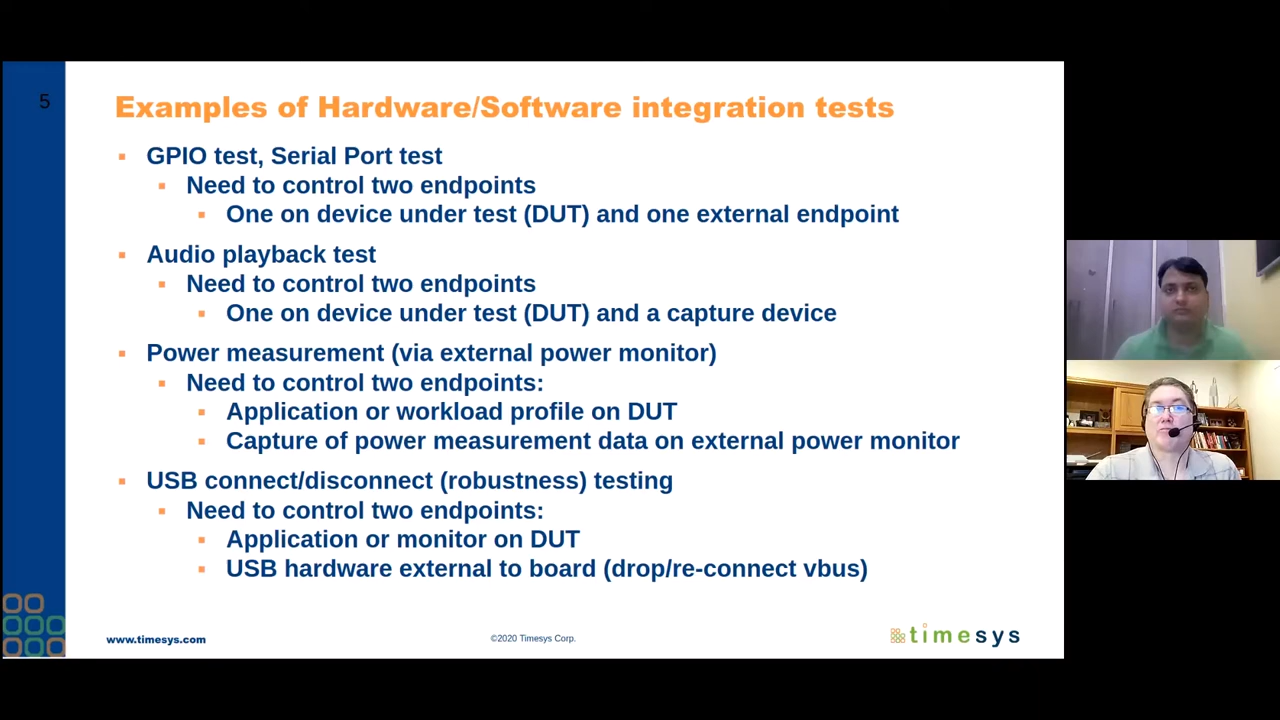 5
Examples of Hardware/Software integration tests
GPIO test, Serial Port test
Need to control two endpoints
One on device under test (DUT) and one external endpoint
Audio playback test
Need to control two endpoints
One on device under test (DUT) and a capture device
Power measurement (via external power monitor)
Need to control two endpoints:
Application or workload profile on DUT
Capture of power measurement data on external power monitor
USB connect/disconnect (robustness) testing
Need to control two endpoints:
Application or monitor on DUT
USB hardware external to board (drop/re-connect vbus)
www.timesys.com
©2020 Timesys Corp.
timesys